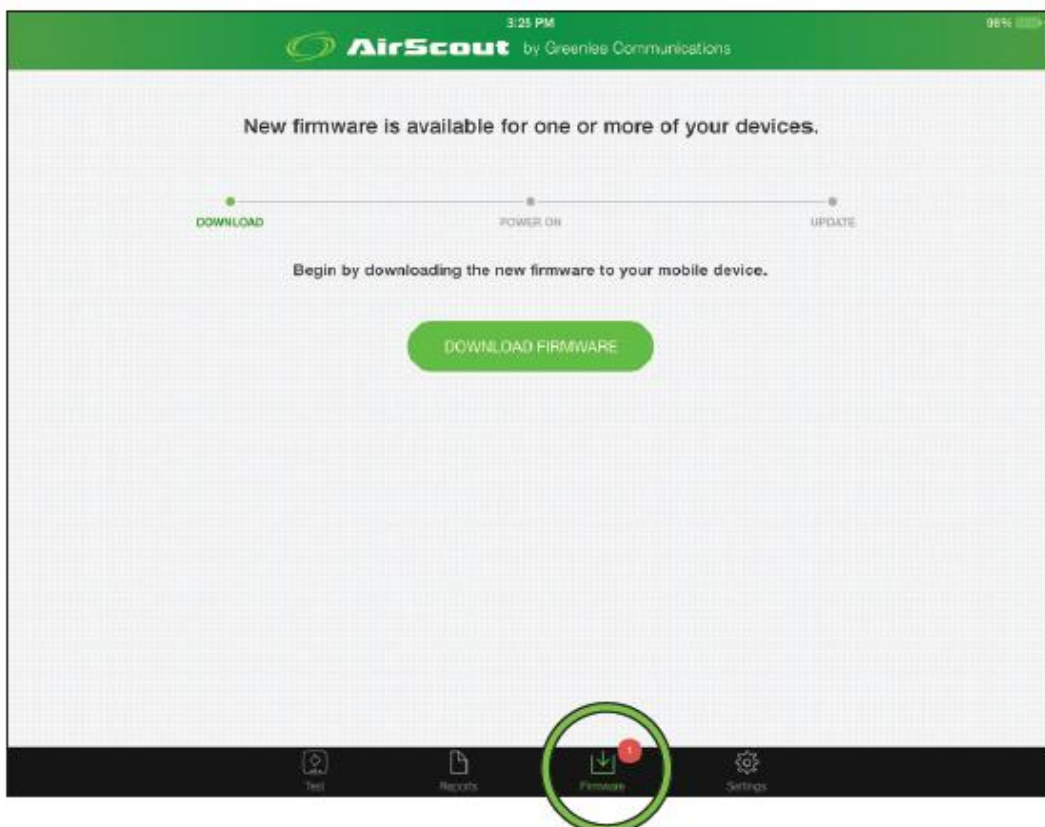 3:25 PM
98%
AirScout by Greenlee Communications
New firmware is available for one or more of your devices.
DOWNLOAD
POWER ON
UPDATE
Begin by downloading the new firmware to your mobile device.
DOWNLOAD FIRMWARE
1
Test
Reports
Firmware
Settings